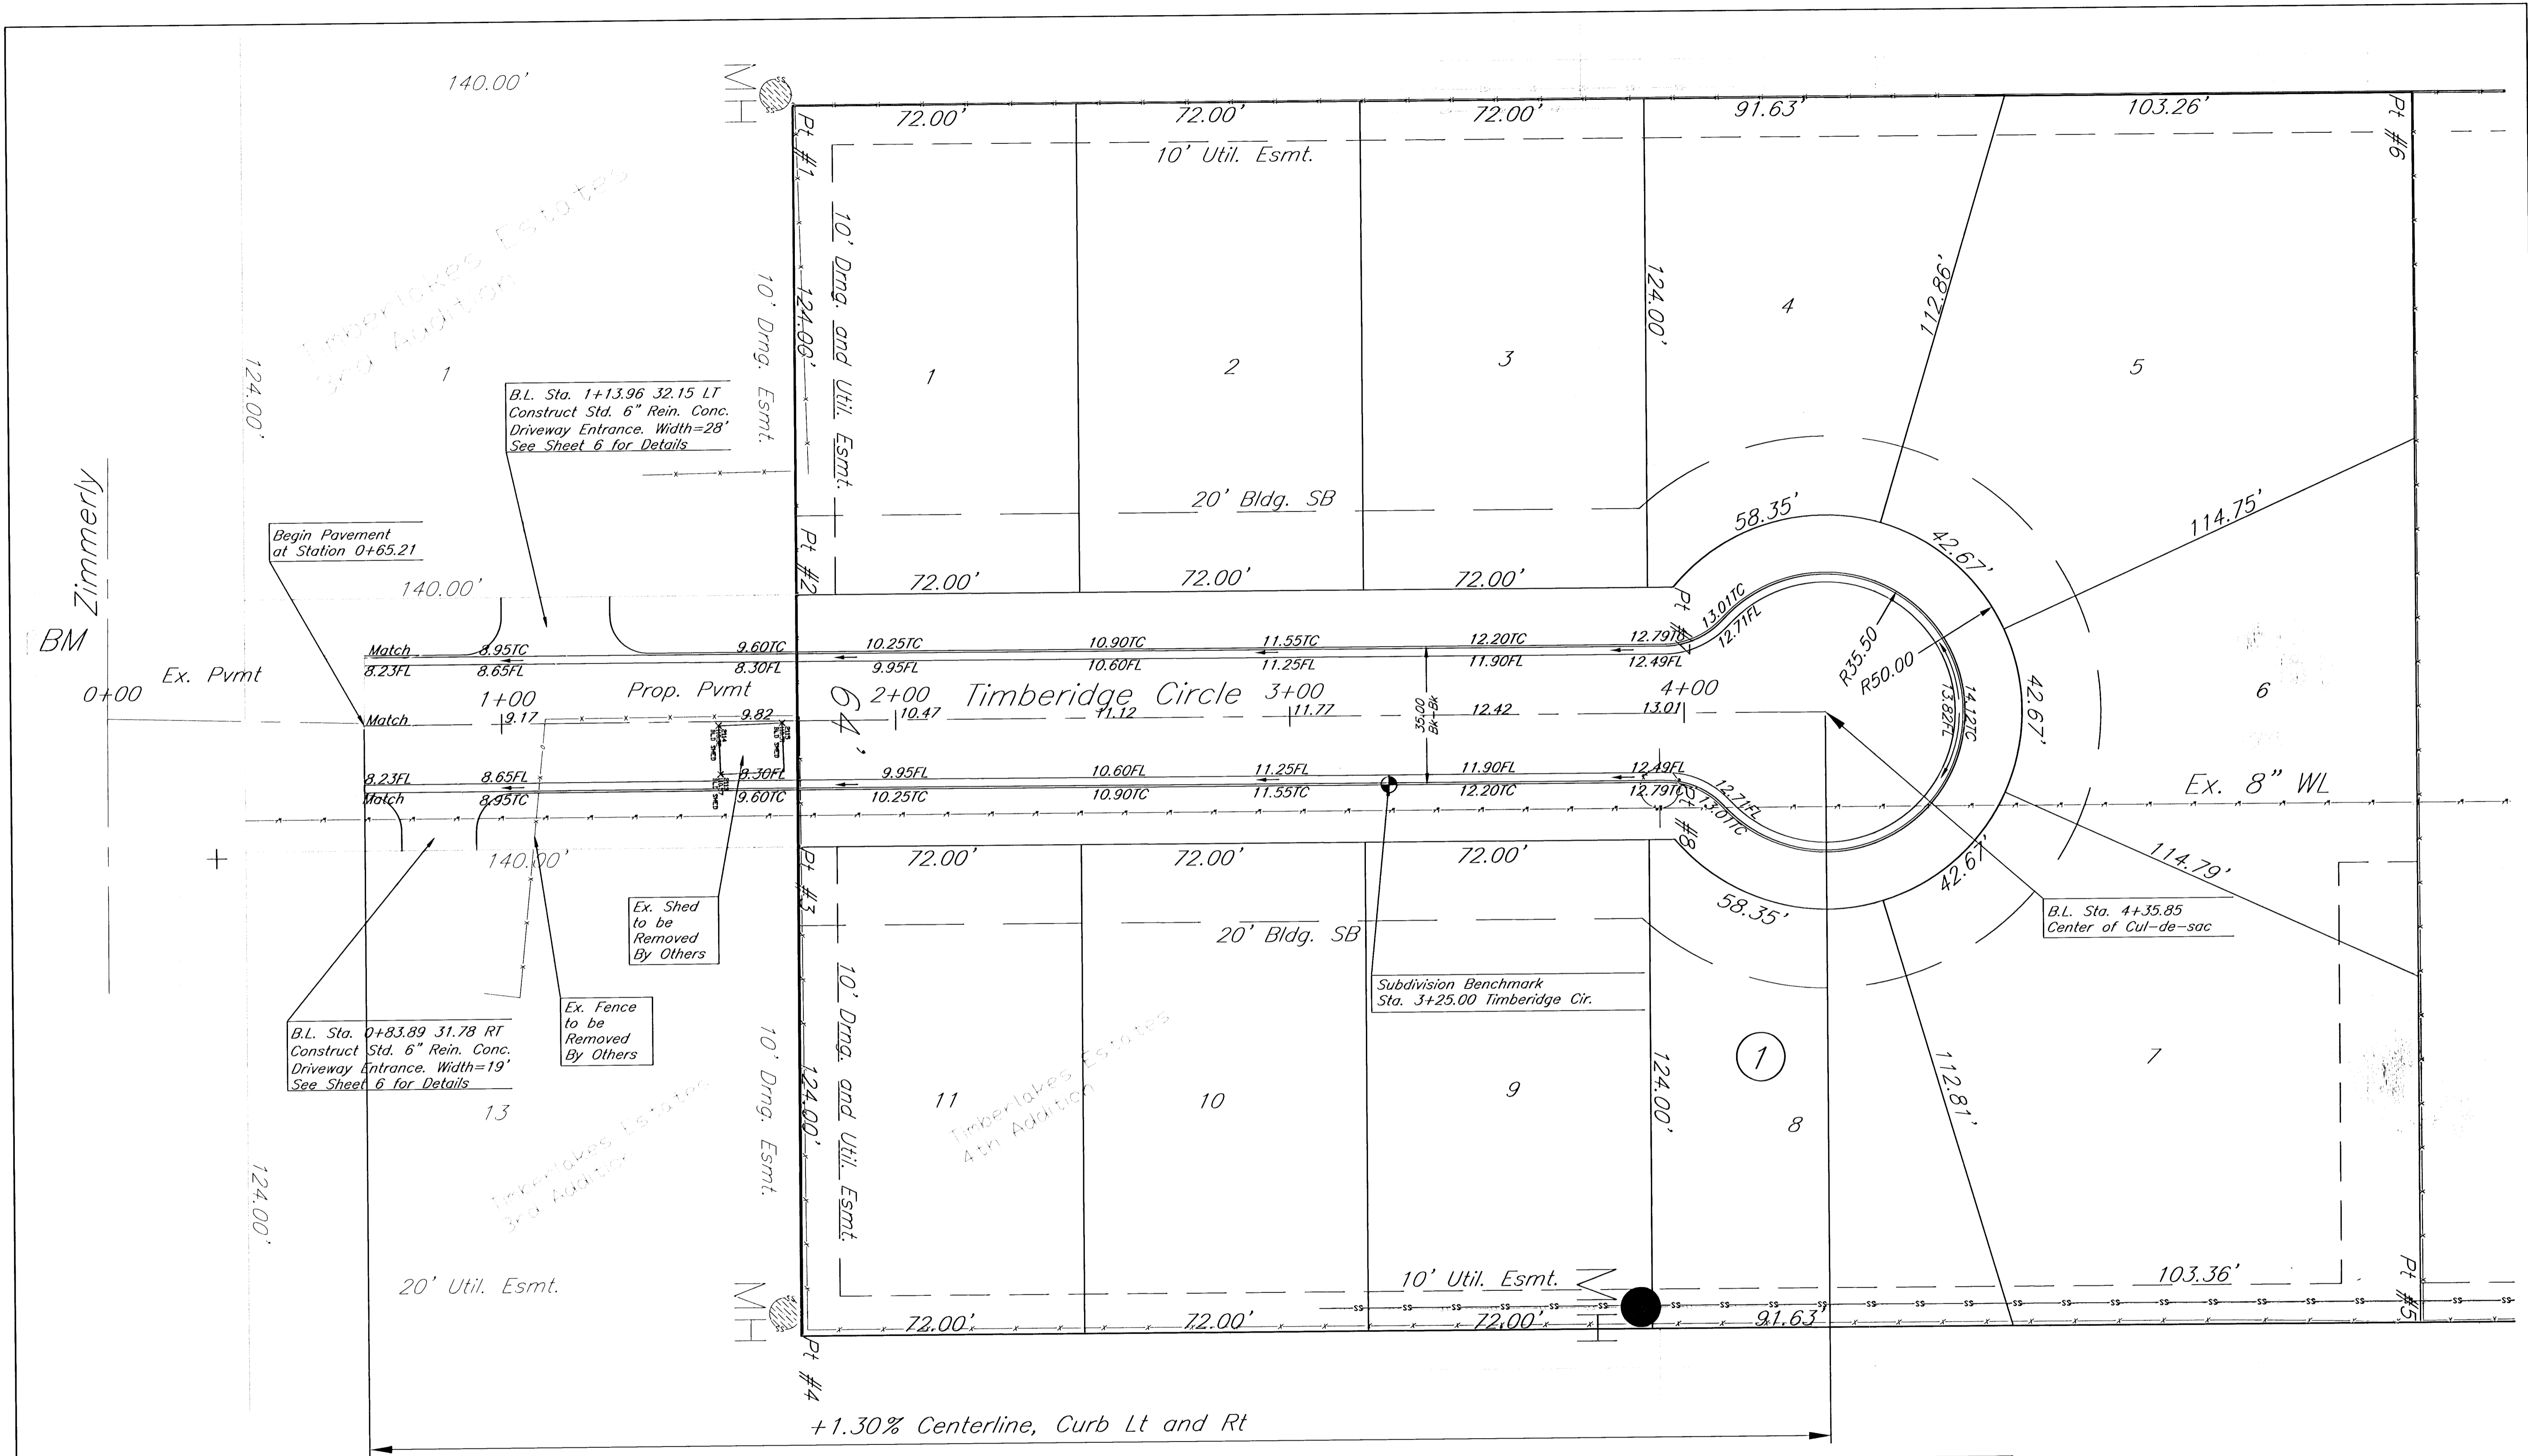 140.00'
MH
Pt #1
72.00'
72.00'
72.00'
91.63'
103.26'
Pt #6
10' Util. Esmt.
Timberlakes Estates
3rd Addition
1
124.00'
10' Drng. Esmt.
124.00'
10' Drng. and Util. Esmt.
1
2
3
124.00'
4
112.86'
5
B.L. Sta. 1+13.96 32.15 LT
Construct Std. 6" Rein. Conc.
Driveway Entrance. Width=28'
See Sheet 6 for Details
Zimmerly
Begin Pavement
at Station 0+65.21
20' Bldg. SB
58.35'
42.67'
114.75'
140.00'
Pt #2
72.00'
72.00'
72.00'
BM
Match
8.95TC
9.60TC
10.25TC
10.90TC
11.55TC
12.20TC
12.79TC
13.01TC
8.23FL
8.65FL
8.30FL
9.95FL
10.60FL
11.25FL
11.90FL
12.49FL
12.71FL
Ex. Pvmt
0+00
1+00
Prop. Pvmt
64'
2+00
Timberidge Circle
3+00
4+00
R35.50
R50.00
Match
9.17
9.82
10.47
11.12
11.77
12.42
13.01
35.00
Bk-Bk
13.82FL
14.12TC
42.67'
6
8.23FL
8.65FL
8.30FL
9.95FL
10.60FL
11.25FL
11.90FL
12.49FL
12.71FL
Match
8.95TC
9.60TC
10.25TC
10.90TC
11.55TC
12.20TC
12.79TC
13.01TC
Ex. 8" WL
140.00'
Pt #3
72.00'
72.00'
72.00'
Pt #8
58.35'
42.67'
114.79'
20' Bldg. SB
Ex. Shed
to be
Removed
By Others
B.L. Sta. 4+35.85
Center of Cul-de-sac
Subdivision Benchmark
Sta. 3+25.00 Timberidge Cir.
Ex. Fence
to be
Removed
By Others
B.L. Sta. 0+83.89 31.78 RT
Construct Std. 6" Rein. Conc.
Driveway Entrance. Width=19'
See Sheet 6 for Details
13
Timberlakes Estates
3rd Addition
124.00'
10' Drng. Esmt.
124.00'
10' Drng. and Util. Esmt.
11
Timberlakes Estates
4th Addition
10
9
124.00'
1
8
112.81'
7
20' Util. Esmt.
MH
10' Util. Esmt.
MH
103.36'
Pt #5
72.00'
72.00'
72.00'
91.63'
Pt #4
+1.30% Centerline, Curb Lt and Rt